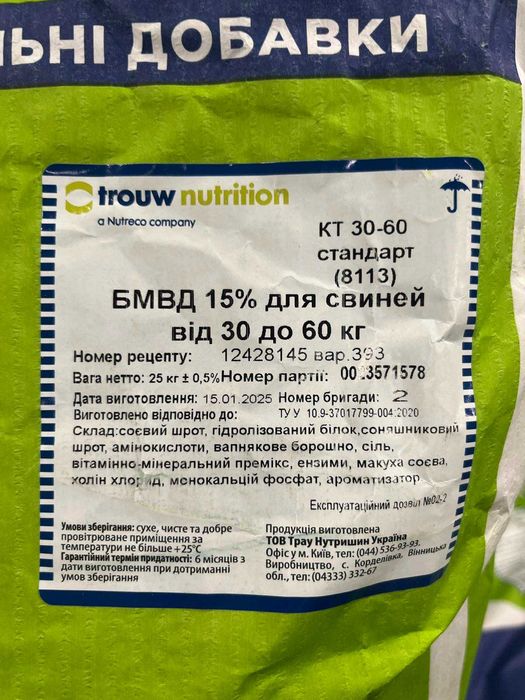 ЬНІ ДОБАВКИ
trouw nutrition
a Nutreco company
КТ 30-60
стандарт
(8113)
БМВД 15% для свиней
від 30 до 60 кг
Номер рецепту: 12428145 вар.393
Вага нетто: 25 кг ± 0,5% Номер партії: 003571578
Дата виготовлення: 15.01.2025 Номер бригади: 2
Виготовлено відповідно до: ТУ У 10.9-37017799-004:2020
Склад:соєвий шрот, гідролізований білок,соняшниковий
шрот, амінокислоти, вапнякове борошно, сіль,
вітамінно-мінеральний премікс, ензими, макуха соєва,
холін хлорид, монокальцій фосфат, ароматизатор
Експлуатаційний дозвіл №02-2
Умови зберігання: сухе, чисте та добре
провітрюване приміщення за
температури не більше +25°С
Гарантійний термін придатності: 6 місяців з
дати виготовлення при дотриманні
умов зберігання
Продукція виготовлена
ТОВ Трау Нутришин Україна
Офіс у м. Київ, тел: (044) 536-93-93,
Виробництво, с. Корделівка, Вінницька
обл., тел: (04333) 332-67